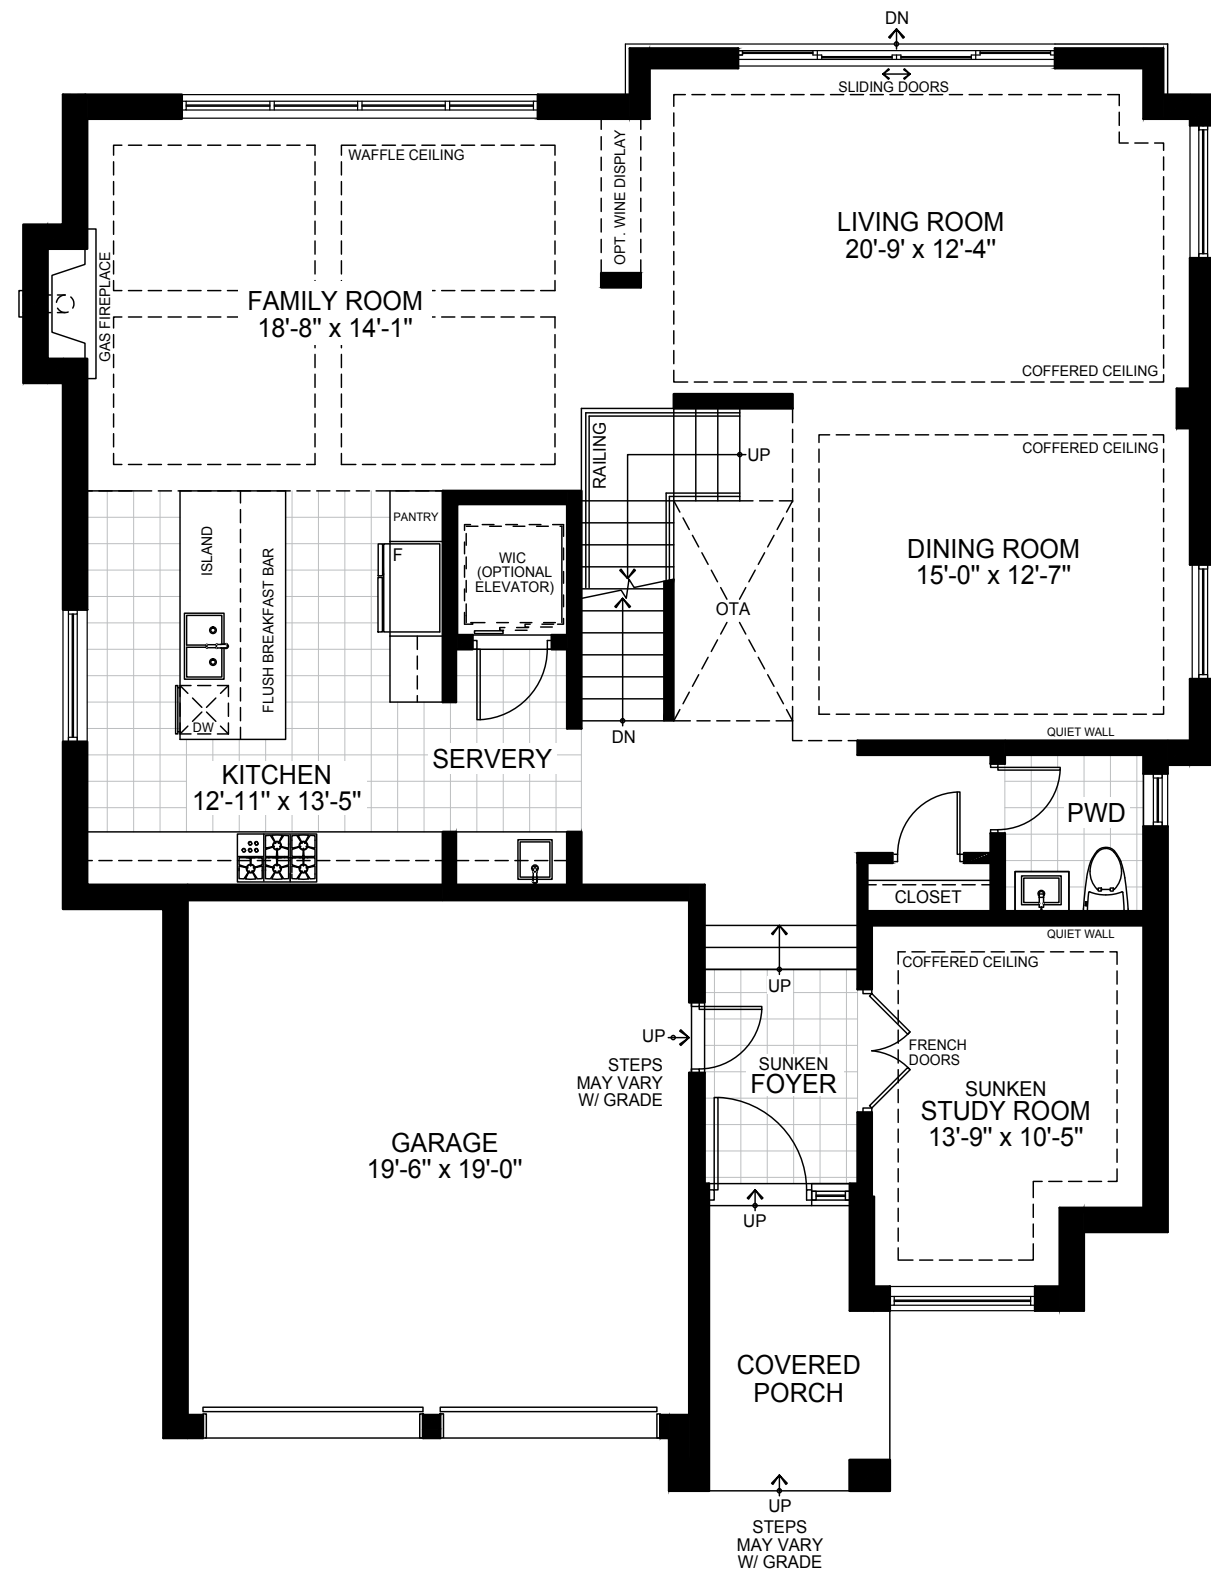 DN
SLIDING DOORS
WAFFLE CEILING
OPT. WINE DISPLAY
LIVING ROOM
20'-9' x 12'-4"
GAS FIREPLACE
FAMILY ROOM
18'-8" x 14'-1"
COFFERED CEILING
RAILING
UP
COFFERED CEILING
PANTRY
ISLAND
F
WIC
(OPTIONAL
ELEVATOR)
DINING ROOM
15'-0" x 12'-7"
FLUSH BREAKFAST BAR
OTA
DW
DN
QUIET WALL
SERVERY
KITCHEN
12'-11" x 13'-5"
PWD
CLOSET
QUIET WALL
COFFERED CEILING
UP
UP
STEPS
MAY VARY
W/ GRADE
SUNKEN
FOYER
FRENCH
DOORS
SUNKEN
STUDY ROOM
13'-9" x 10'-5"
GARAGE
19'-6" x 19'-0"
UP
COVERED
PORCH
UP
STEPS
MAY VARY
W/ GRADE